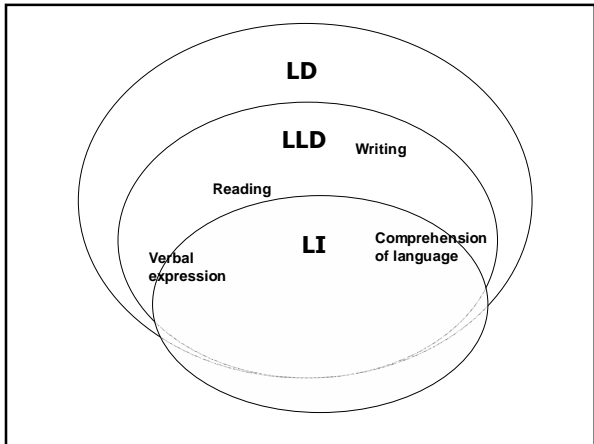 LD
LLD
Writing
Reading
LI
Comprehension
of language
Verbal
expression